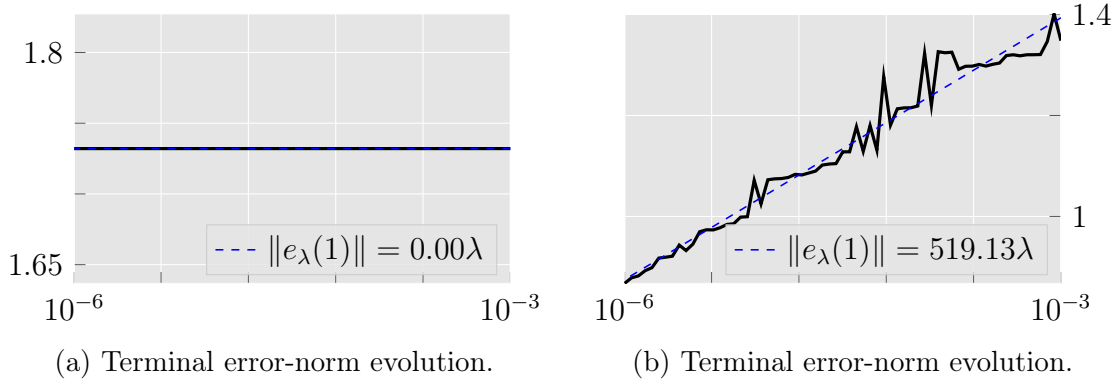 1.8
1.65
‖e_λ(1)‖ = 0.00λ
10⁻⁶
10⁻³
(a) Terminal error-norm evolution.
1.4
1
‖e_λ(1)‖ = 519.13λ
10⁻⁶
10⁻³
(b) Terminal error-norm evolution.